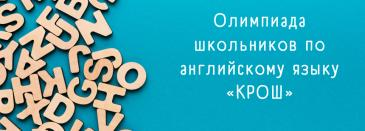 Олимпиада
школьников по
английскому языку
«КРОШ»